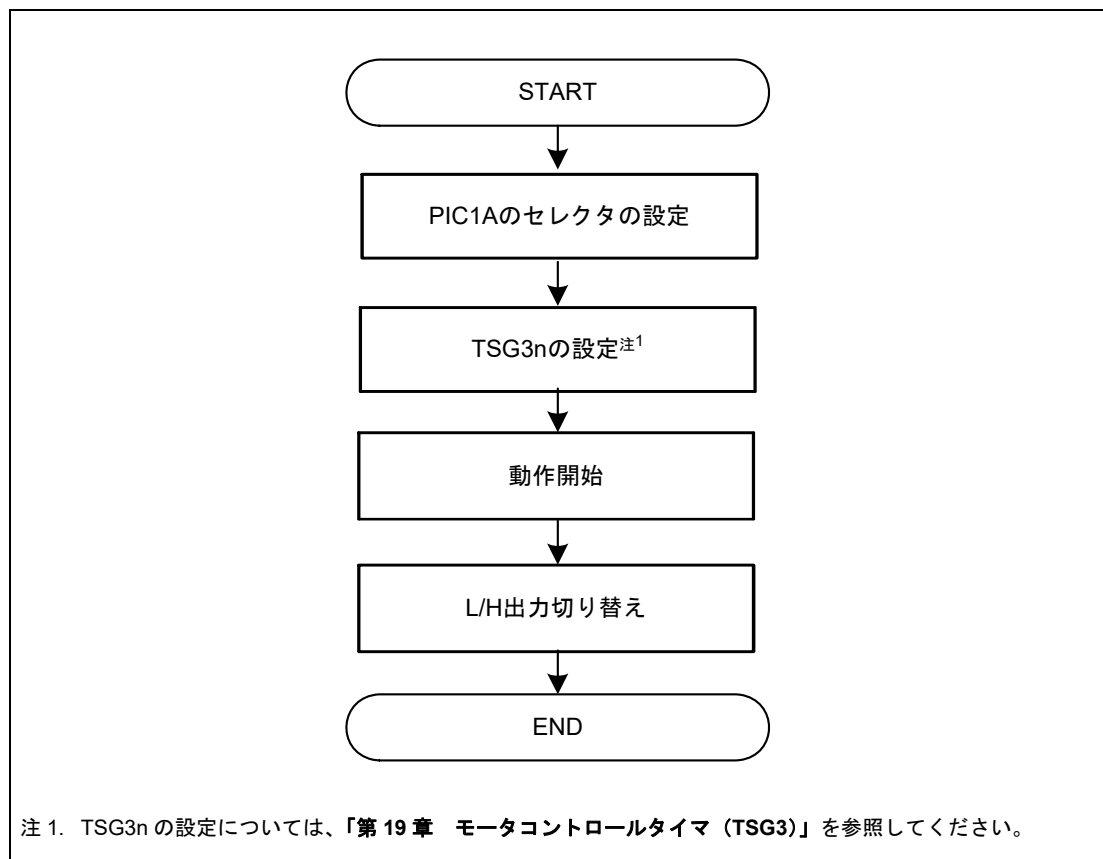 START
PIC1Aのセレクタの設定
TSG3nの設定注1
動作開始
L/H出力切り替え
END
注 1. TSG3n の設定については、「第 19 章　モータコントロールタイマ（TSG3）」を参照してください。